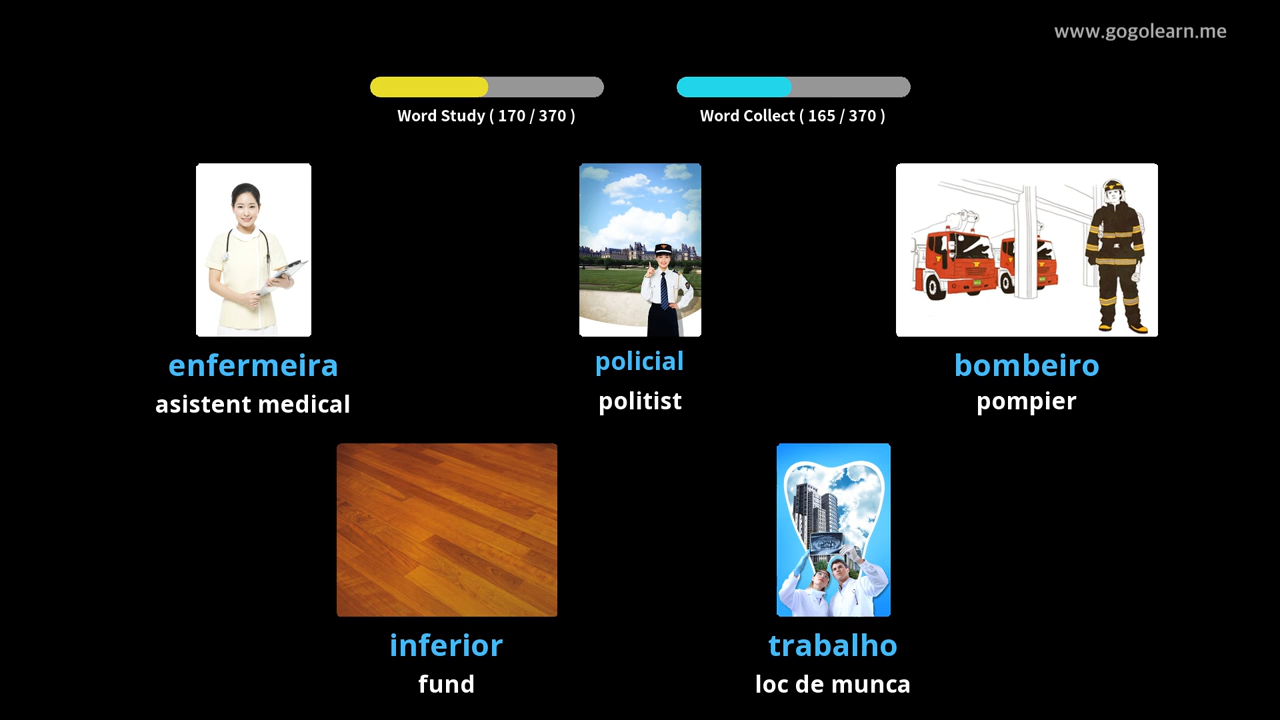 www.gogolearn.me
Word Study ( 170 / 370 )
Word Collect ( 165 / 370 )
enfermeira
asistent medical
policial
politist
bombeiro
pompier
inferior
fund
trabalho
loc de munca